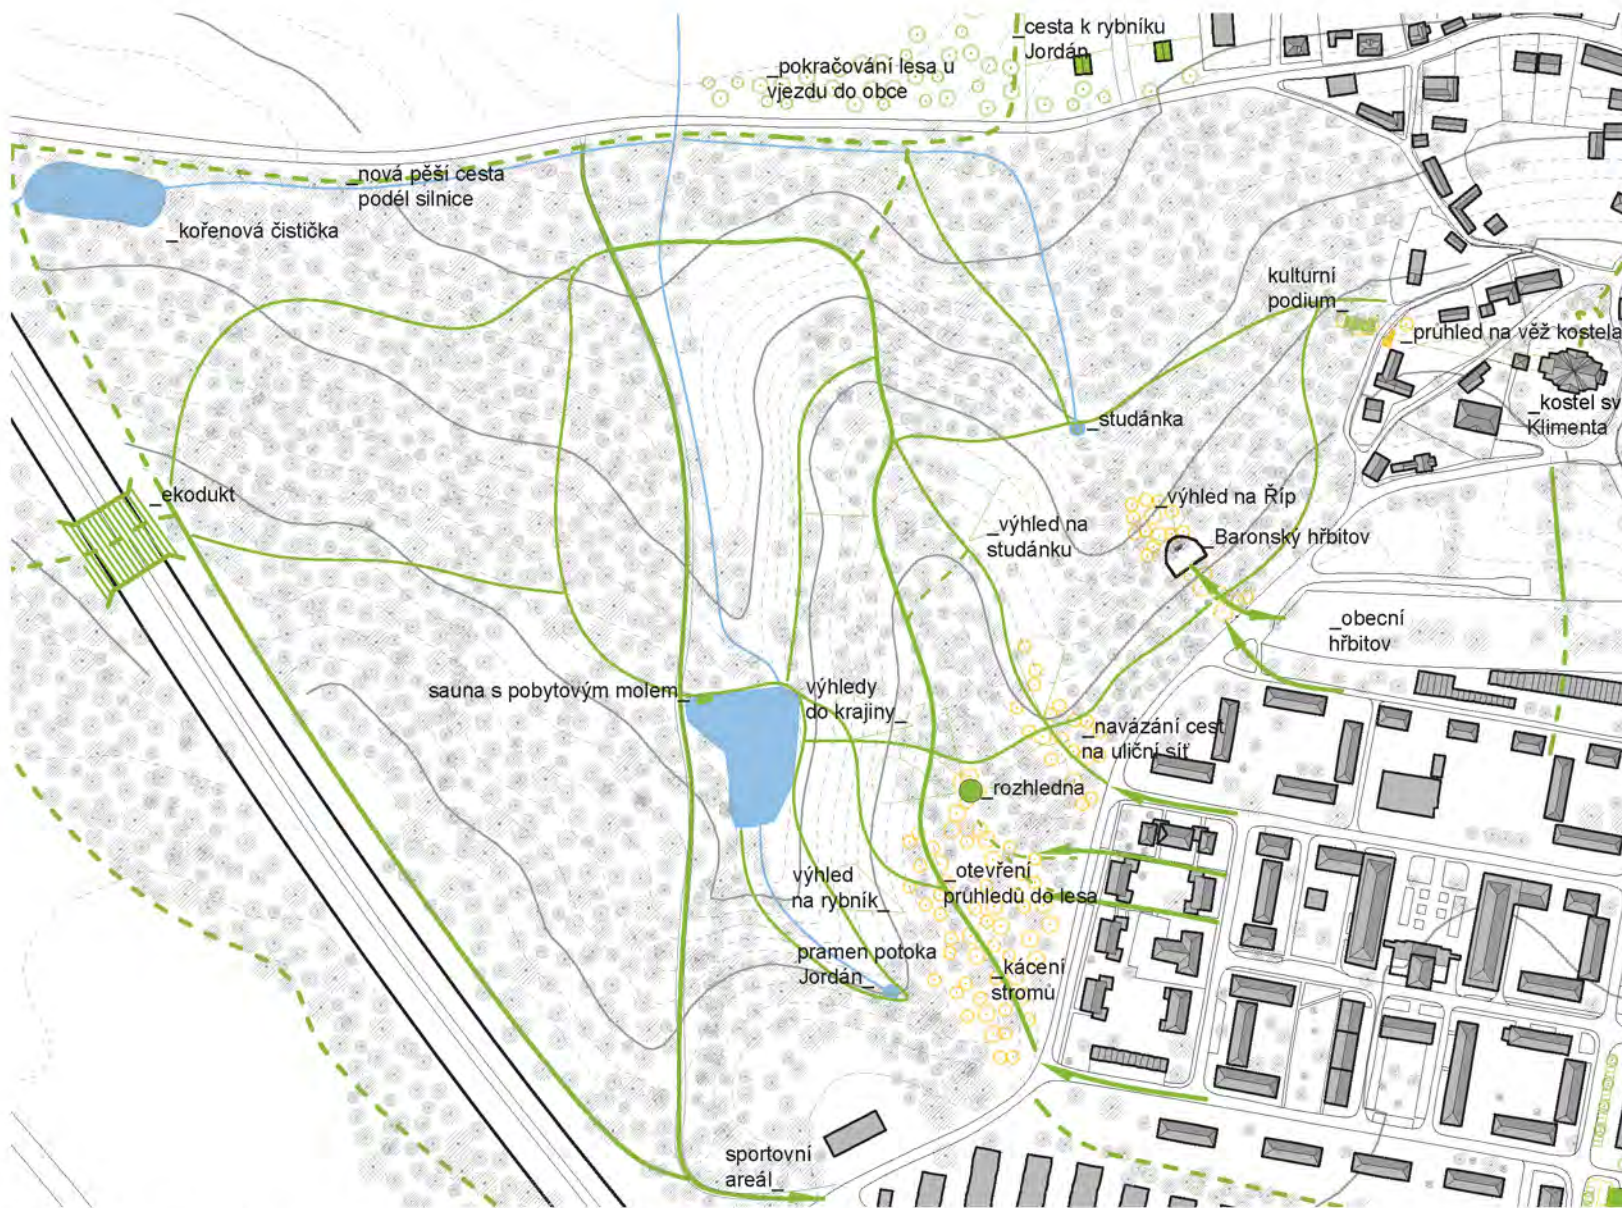 _cesta k rybníku
Jordán
_pokračování lesa u
vjezdu do obce
_nová pěší cesta
podél silnice
_kořenová čistička
kulturní
podium_
_průhled na věž kostela
_kostel sv
Klimenta
_studánka
_ekodukt
_výhled na Říp
_výhled na
studánku
_Baronský hřbitov
_obecní
hřbitov
sauna s pobytovým molem_
výhledy
do krajiny_
_navázání cest
na uliční síť
_rozhledna
výhled
na rybník_
_otevření
průhledů do lesa
pramen potoka
Jordán_
_kácení
stromů
sportovní
areál_